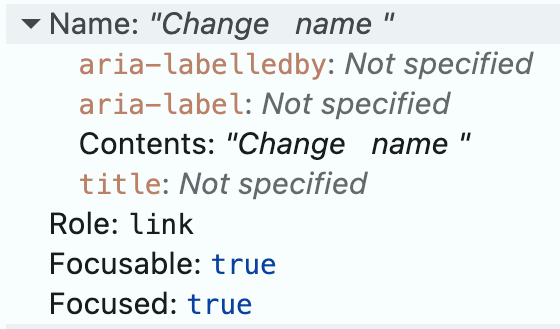 ▼ Name: "Change   name "
aria-labelledby: Not specified
aria-label: Not specified
Contents: "Change   name "
title: Not specified
Role: link
Focusable: true
Focused: true